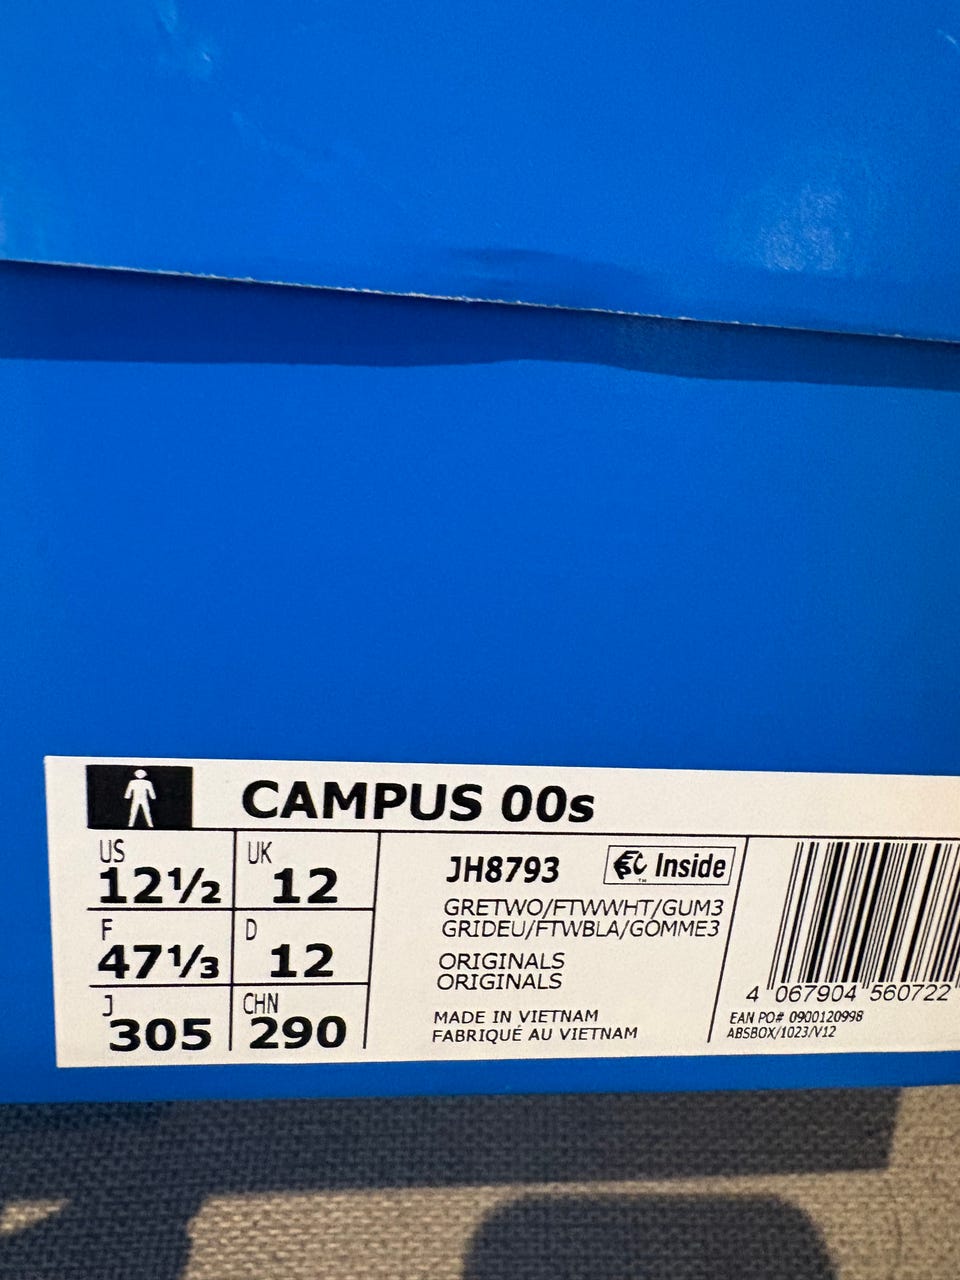 CAMPUS 00s
US
12½
UK
12
F
47⅓
D
12
J
305
CHN
290
JH8793
EC Inside
™
GRETWO/FTWWHT/GUM3
GRIDEU/FTWBLA/GOMME3
ORIGINALS
ORIGINALS
MADE IN VIETNAM
FABRIQUÉ AU VIETNAM
4 067904 560722
EAN PO# 0900120998
ABSBOX/1023/V12